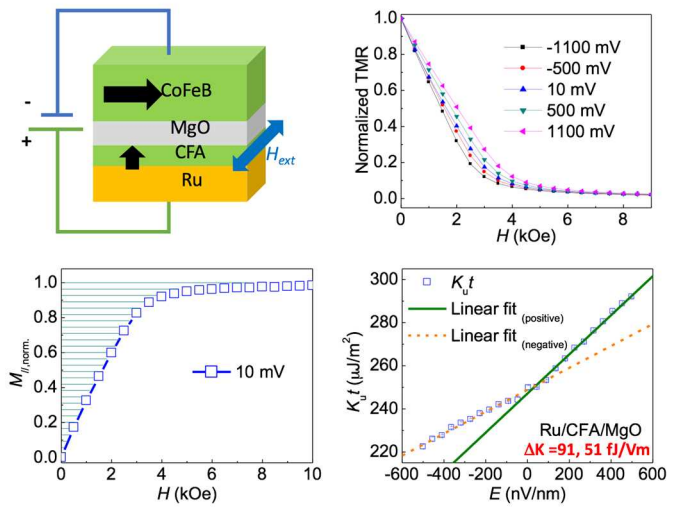 CoFeB
MgO
CFA
Ru
H ext
-
+
Normalized TMR
1.0
0.8
0.6
0.4
0.2
0.0
0 2 4 6 8
H (kOe)
-1100 mV
-500 mV
10 mV
500 mV
1100 mV
M//,norm.
1.0
0.8
0.6
0.4
0.2
0.0
0 2 4 6 8 10
H (kOe)
10 mV
Kut (μJ/m²)
300
280
260
240
220
-600 -400 -200 0 200 400 600
E (nV/nm)
Kut
Linear fit (positive)
Linear fit (negative)
Ru/CFA/MgO
ΔK =91, 51 fJ/Vm